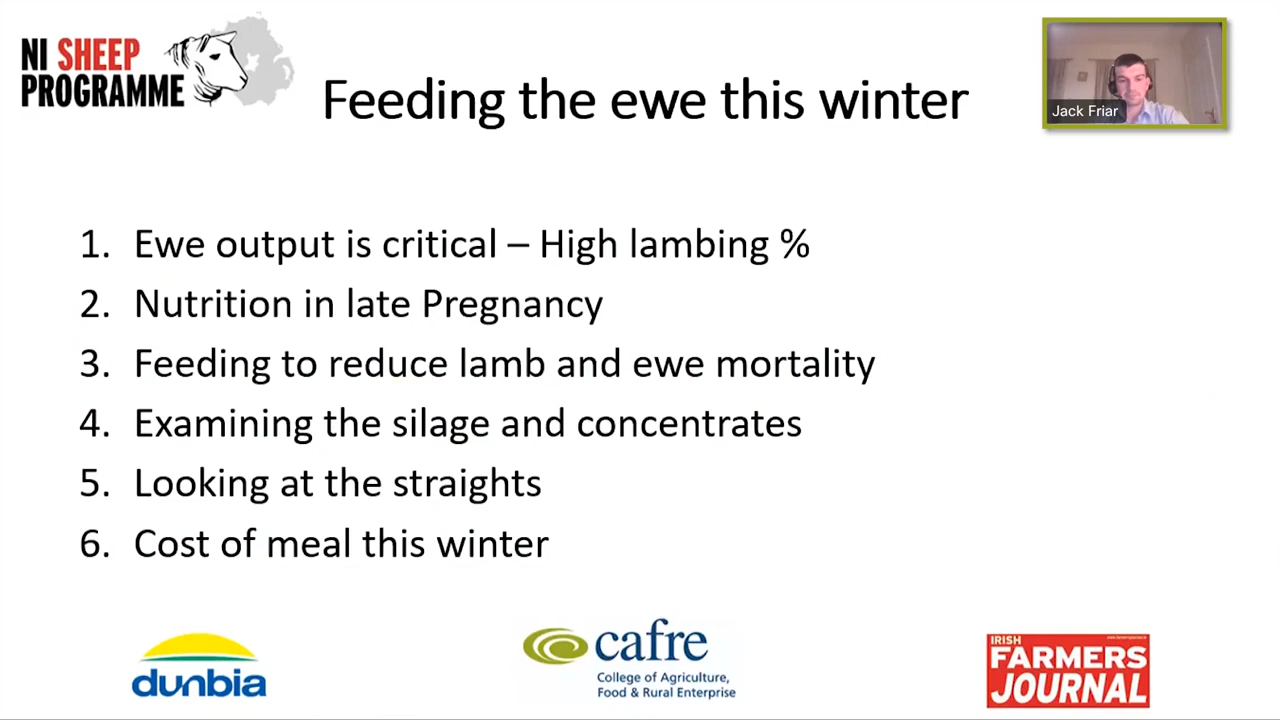 NI SHEEP
PROGRAMME
Feeding the ewe this winter
Jack Friar
1. Ewe output is critical – High lambing %
2. Nutrition in late Pregnancy
3. Feeding to reduce lamb and ewe mortality
4. Examining the silage and concentrates
5. Looking at the straights
6. Cost of meal this winter
dunbia
cafre
College of Agriculture,
Food & Rural Enterprise
IRISH
FARMERS
JOURNAL